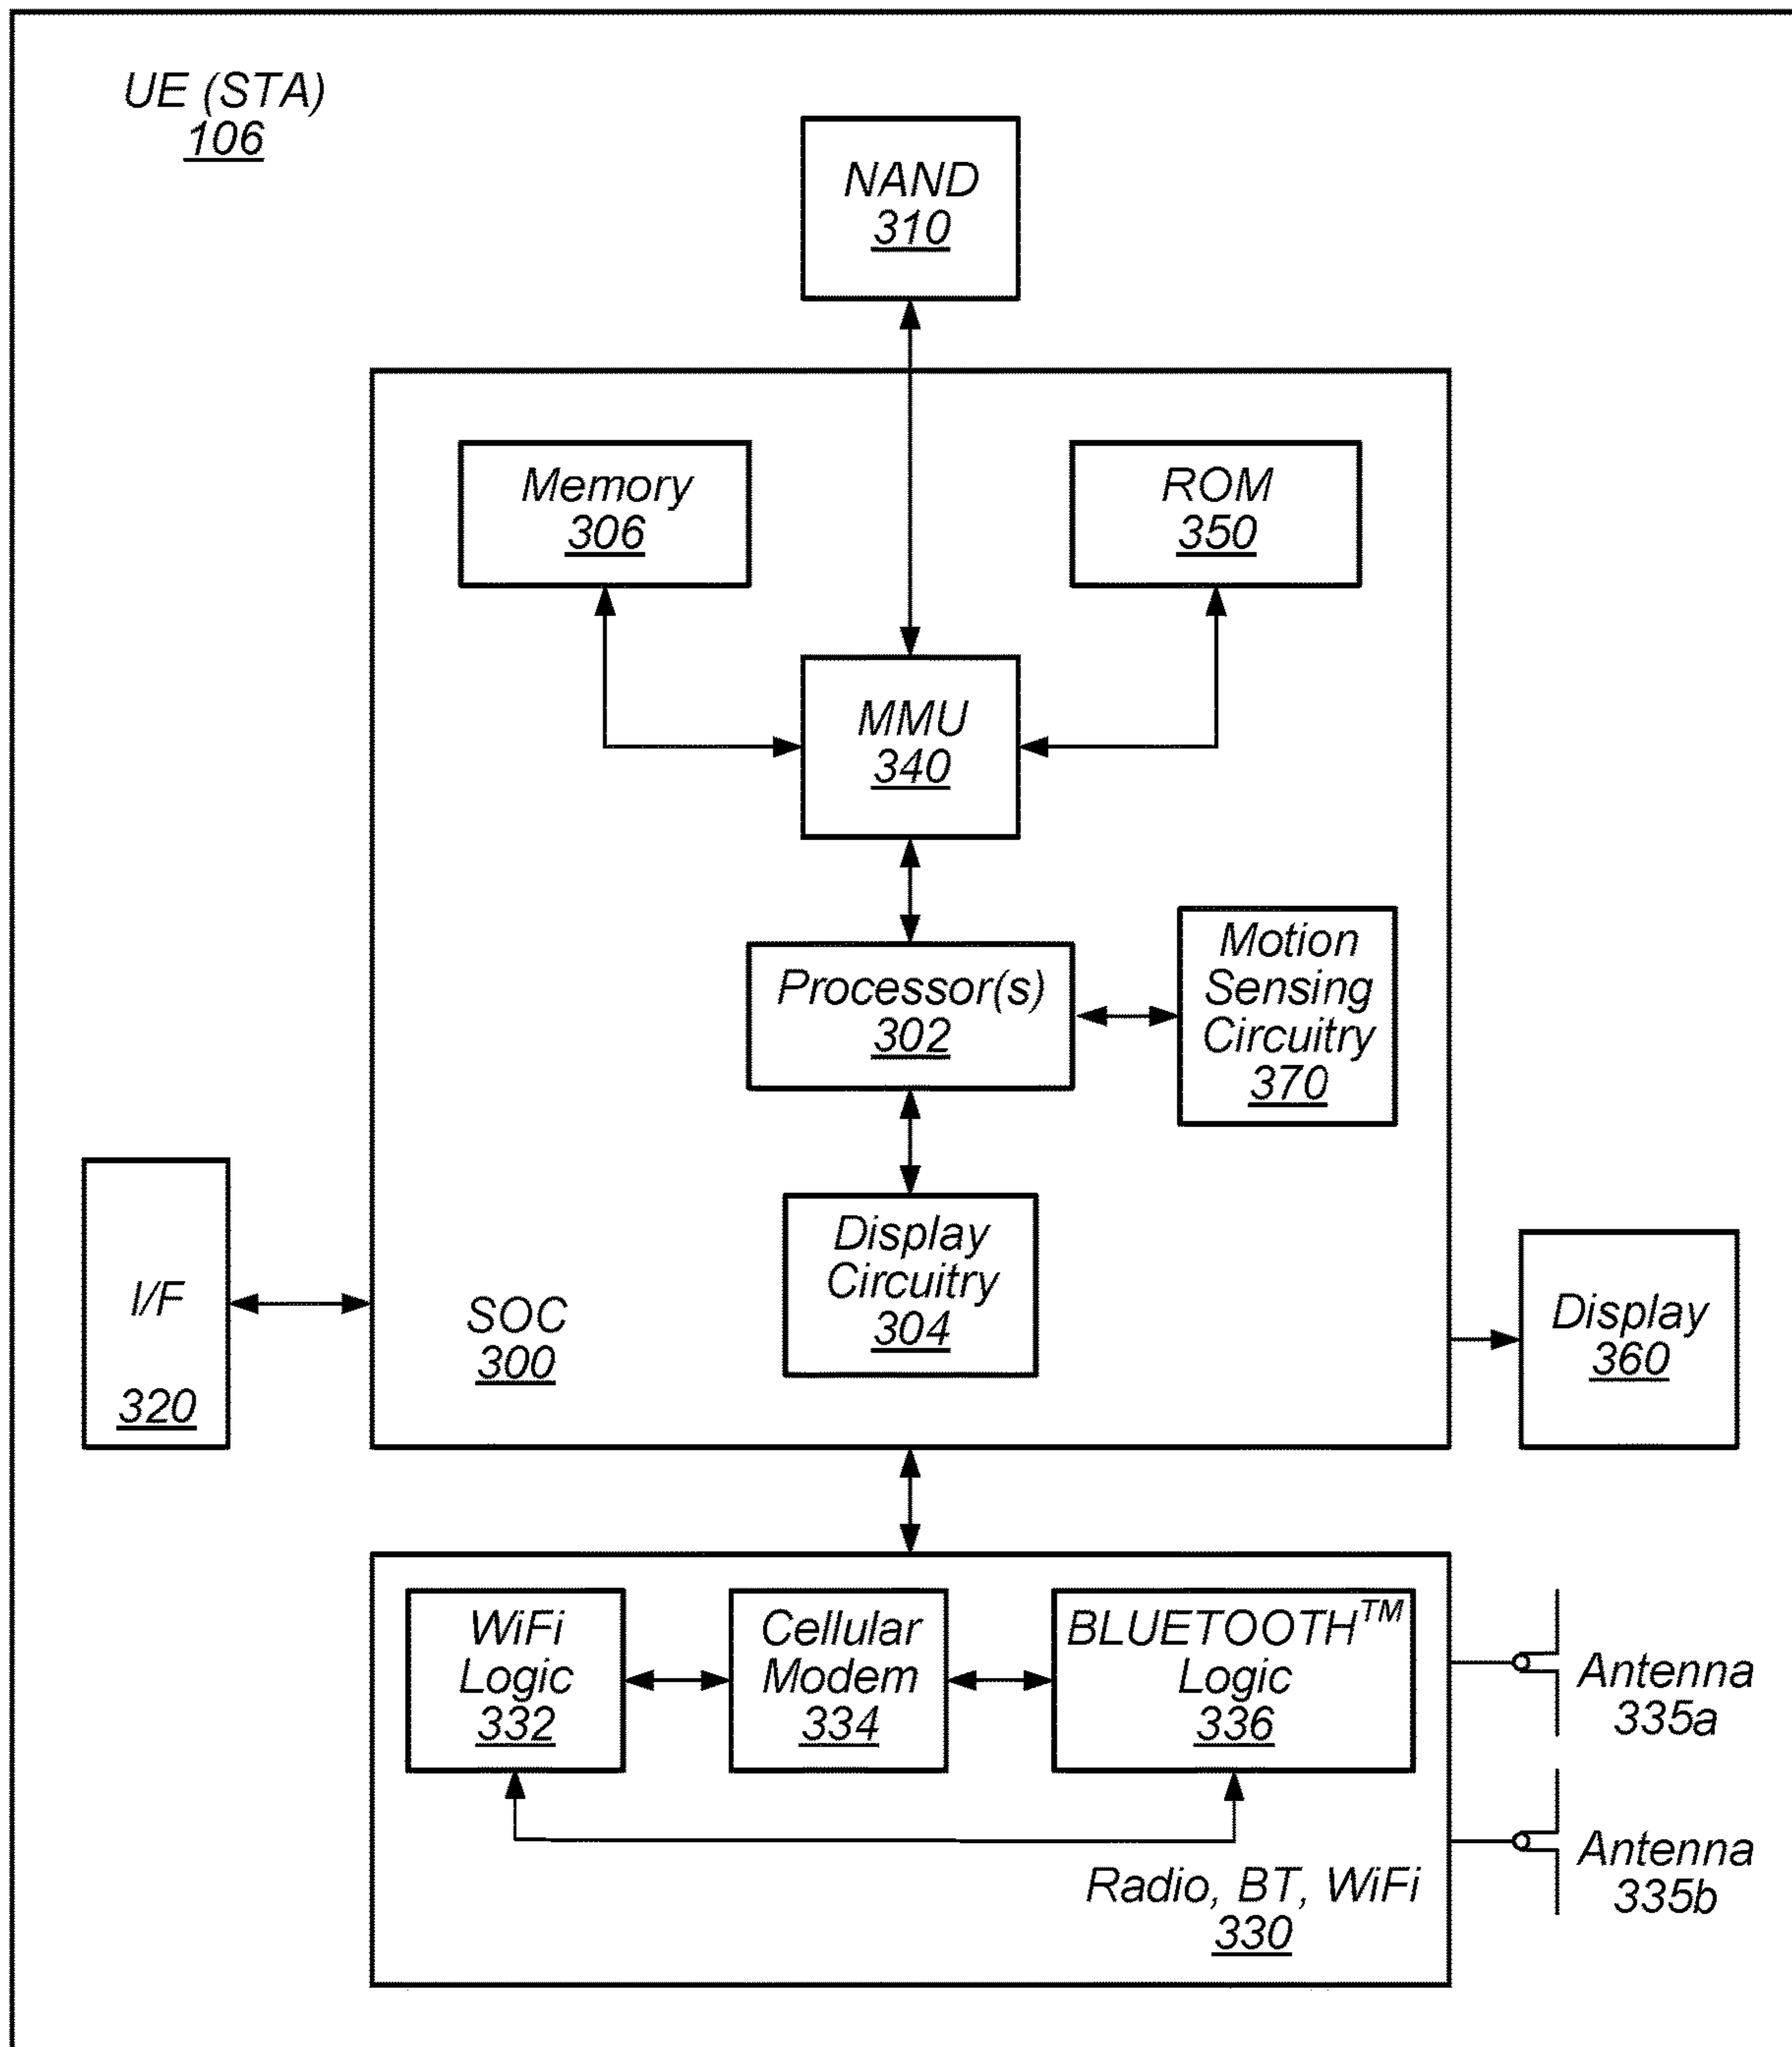 UE (STA)
106
NAND
310
Memory
306
ROM
350
MMU
340
Processor(s)
302
Motion
Sensing
Circuitry
370
Display
Circuitry
304
SOC
300
I/F
320
Display
360
WiFi
Logic
332
Cellular
Modem
334
BLUETOOTH™
Logic
336
Antenna
335a
Antenna
335b
Radio, BT, WiFi
330